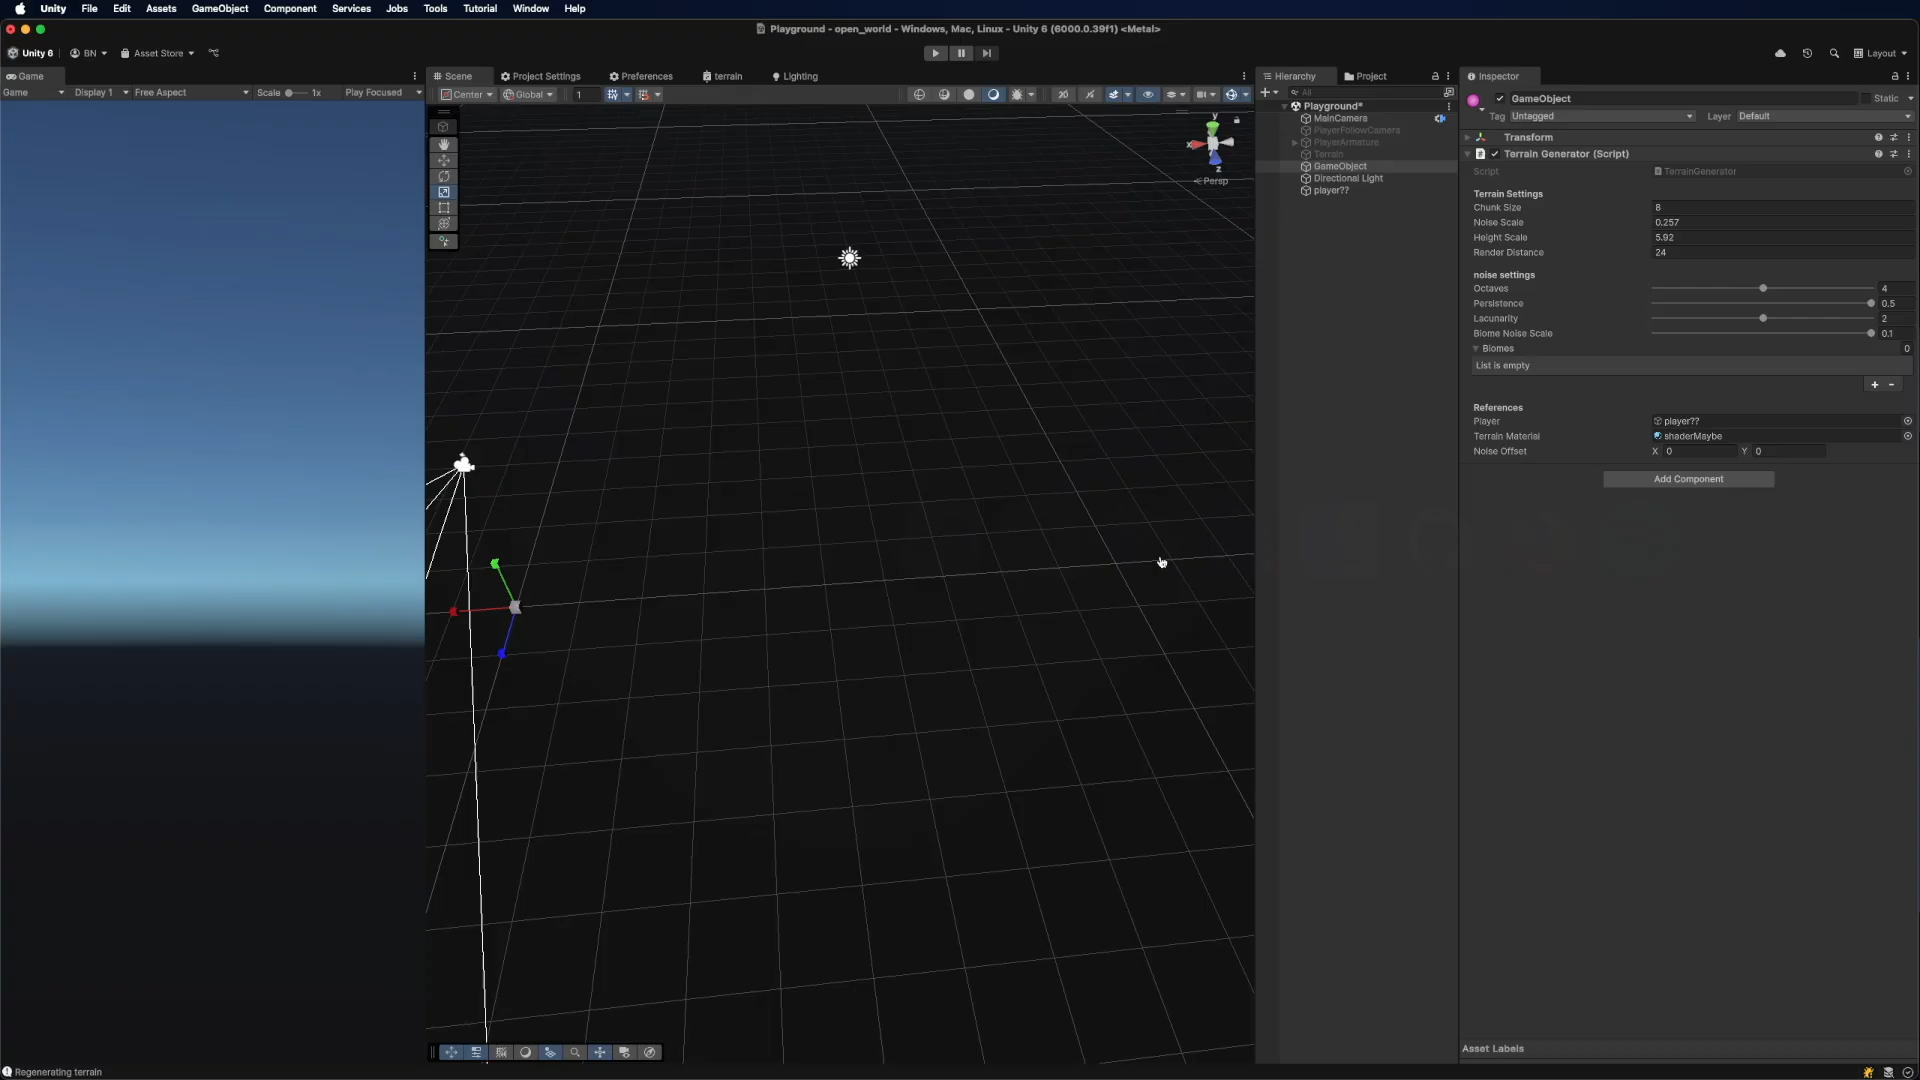 Unity File Edit Assets GameObject Component Services Jobs Tools Tutorial Window Help
Playground - open_world - Windows, Mac, Linux - Unity 6 (6000.0.39f1) <Metal>
Unity 6 BN Asset Store Layout
Game
Game Display 1 Free Aspect Scale 1x Play Focused
Scene Project Settings Preferences terrain Lighting
Center Global 1 2D
y
x
z
Persp
Hierarchy Project
All
Playground*
MainCamera
PlayerFollowCamera
PlayerArmature
Terrain
GameObject
Directional Light
player??
Inspector
GameObject Static
Tag Untagged Layer Default
Transform
Terrain Generator (Script)
Script TerrainGenerator
Terrain Settings
Chunk Size 8
Noise Scale 0.257
Height Scale 5.92
Render Distance 24
noise settings
Octaves 4
Persistence 0.5
Lacunarity 2
Biome Noise Scale 0.1
Biomes 0
List is empty
+ -
References
Player player??
Terrain Material shaderMaybe
Noise Offset X 0 Y 0
Add Component
Asset Labels
Regenerating terrain